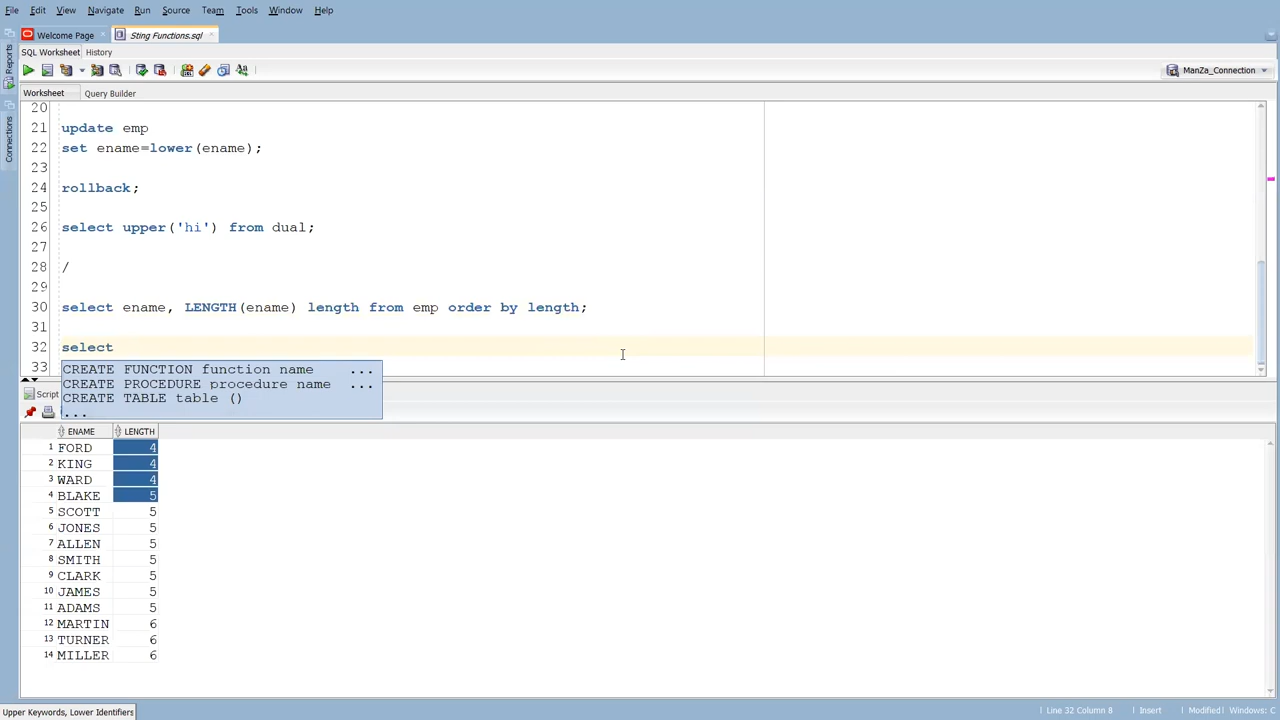 File Edit View Navigate Run Source Team Tools Window Help
Welcome Page Sting Functions.sql
SQL Worksheet History
ManZa_Connection
Worksheet Query Builder
Reports
Connections
20
21 update emp
22 set ename=lower(ename);
23
24 rollback;
25
26 select upper('hi') from dual;
27
28 /
29
30 select ename, LENGTH(ename) length from emp order by length;
31
32 select
33
CREATE FUNCTION function name ...
CREATE PROCEDURE procedure name ...
CREATE TABLE table ()
...
Script
ENAME LENGTH
1 FORD 4
2 KING 4
3 WARD 4
4 BLAKE 5
5 SCOTT 5
6 JONES 5
7 ALLEN 5
8 SMITH 5
9 CLARK 5
10 JAMES 5
11 ADAMS 5
12 MARTIN 6
13 TURNER 6
14 MILLER 6
Upper Keywords, Lower Identifiers
Line 32 Column 8 Insert Modified Windows: C